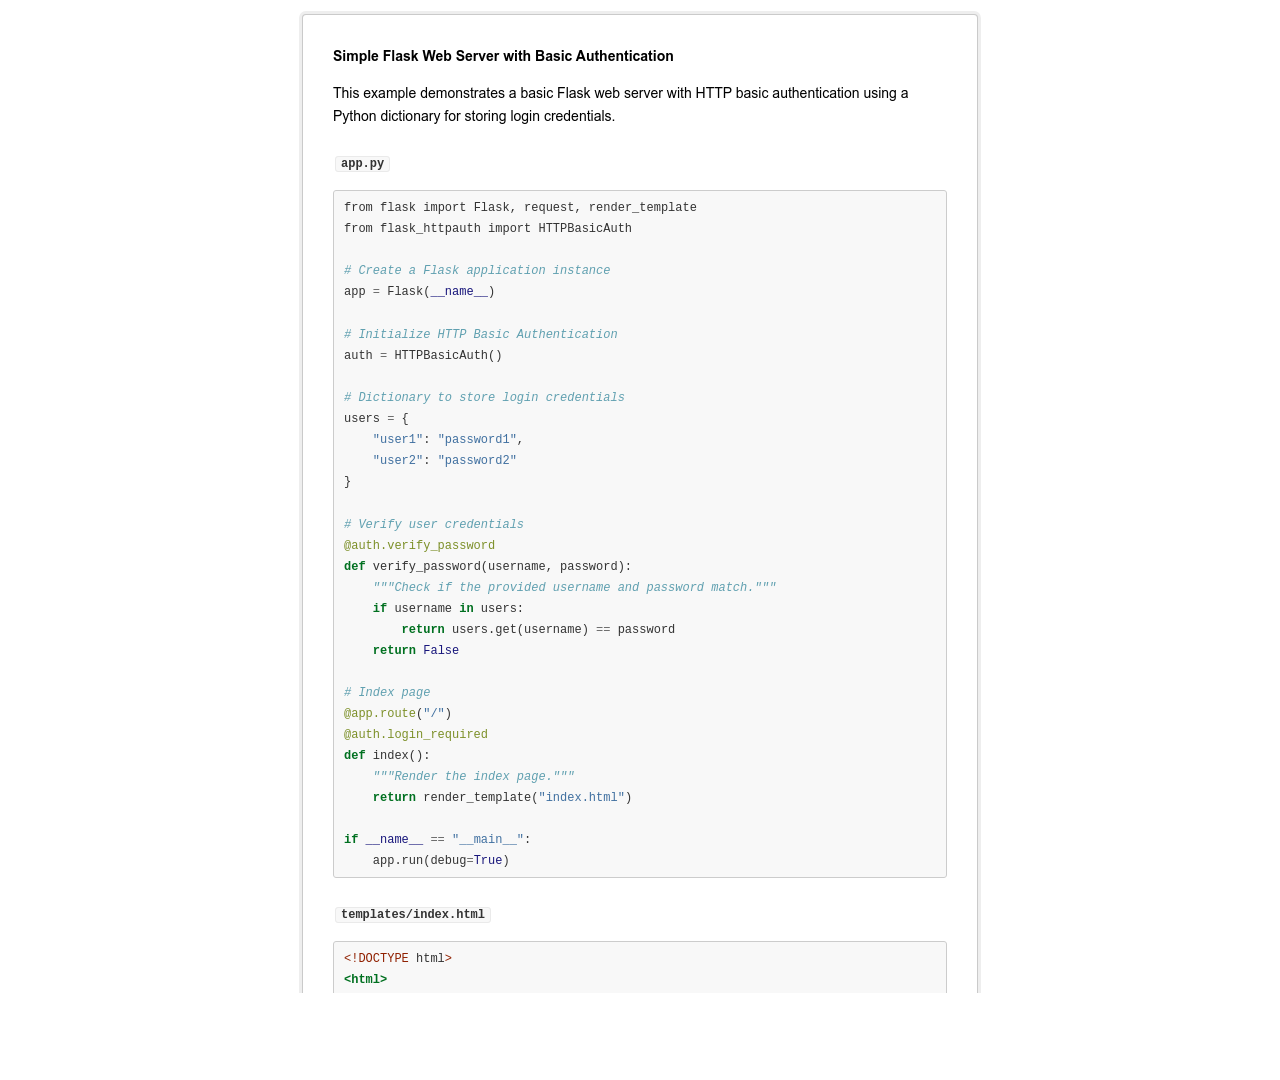 Simple Flask Web Server with Basic Authentication
This example demonstrates a basic Flask web server with HTTP basic authentication using a
Python dictionary for storing login credentials.
app.py
from flask import Flask, request, render_template
from flask_httpauth import HTTPBasicAuth
# Create a Flask application instance
app = Flask(__name__)
# Initialize HTTP Basic Authentication
auth = HTTPBasicAuth()
# Dictionary to store login credentials
users = {
    "user1": "password1",
    "user2": "password2"
}
# Verify user credentials
@auth.verify_password
def verify_password(username, password):
    """Check if the provided username and password match."""
    if username in users:
        return users.get(username) == password
    return False
# Index page
@app.route("/")
@auth.login_required
def index():
    """Render the index page."""
    return render_template("index.html")
if __name__ == "__main__":
    app.run(debug=True)
templates/index.html
<!DOCTYPE html>
<html>